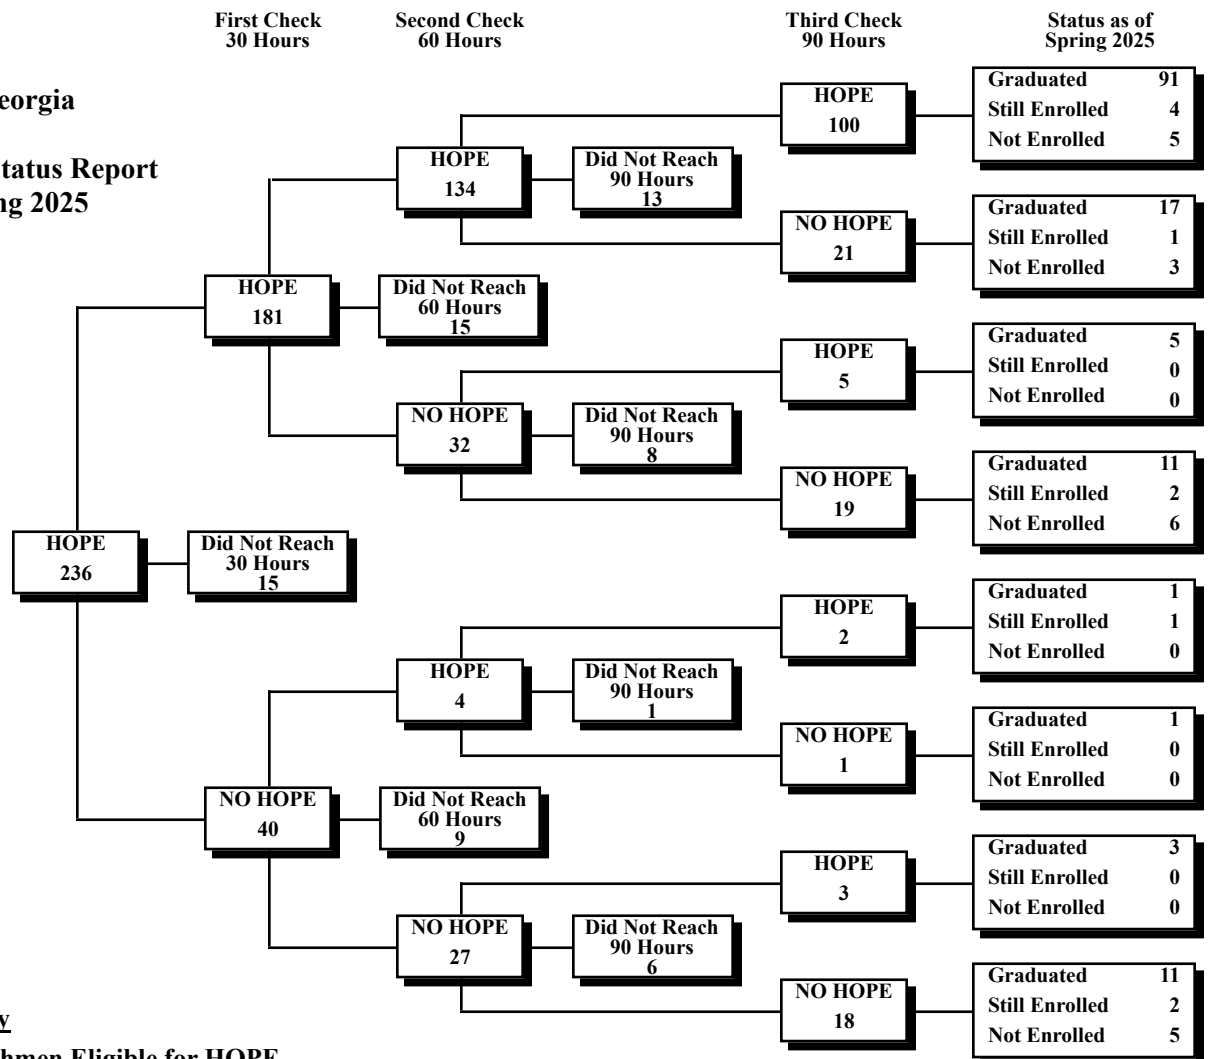 First Check
30 Hours
Second Check
60 Hours
Third Check
90 Hours
Status as of
Spring 2025
eorgia
tatus Report
ng 2025
HOPE
236
Did Not Reach
30 Hours
15
HOPE
181
Did Not Reach
60 Hours
15
NO HOPE
40
Did Not Reach
60 Hours
9
HOPE
134
Did Not Reach
90 Hours
13
NO HOPE
32
Did Not Reach
90 Hours
8
HOPE
4
Did Not Reach
90 Hours
1
NO HOPE
27
Did Not Reach
90 Hours
6
HOPE
100
Graduated 91
Still Enrolled 4
Not Enrolled 5
NO HOPE
21
Graduated 17
Still Enrolled 1
Not Enrolled 3
HOPE
5
Graduated 5
Still Enrolled 0
Not Enrolled 0
NO HOPE
19
Graduated 11
Still Enrolled 2
Not Enrolled 6
HOPE
2
Graduated 1
Still Enrolled 1
Not Enrolled 0
NO HOPE
1
Graduated 1
Still Enrolled 0
Not Enrolled 0
HOPE
3
Graduated 3
Still Enrolled 0
Not Enrolled 0
NO HOPE
18
Graduated 11
Still Enrolled 2
Not Enrolled 5
y
hmen Eligible for HOPE